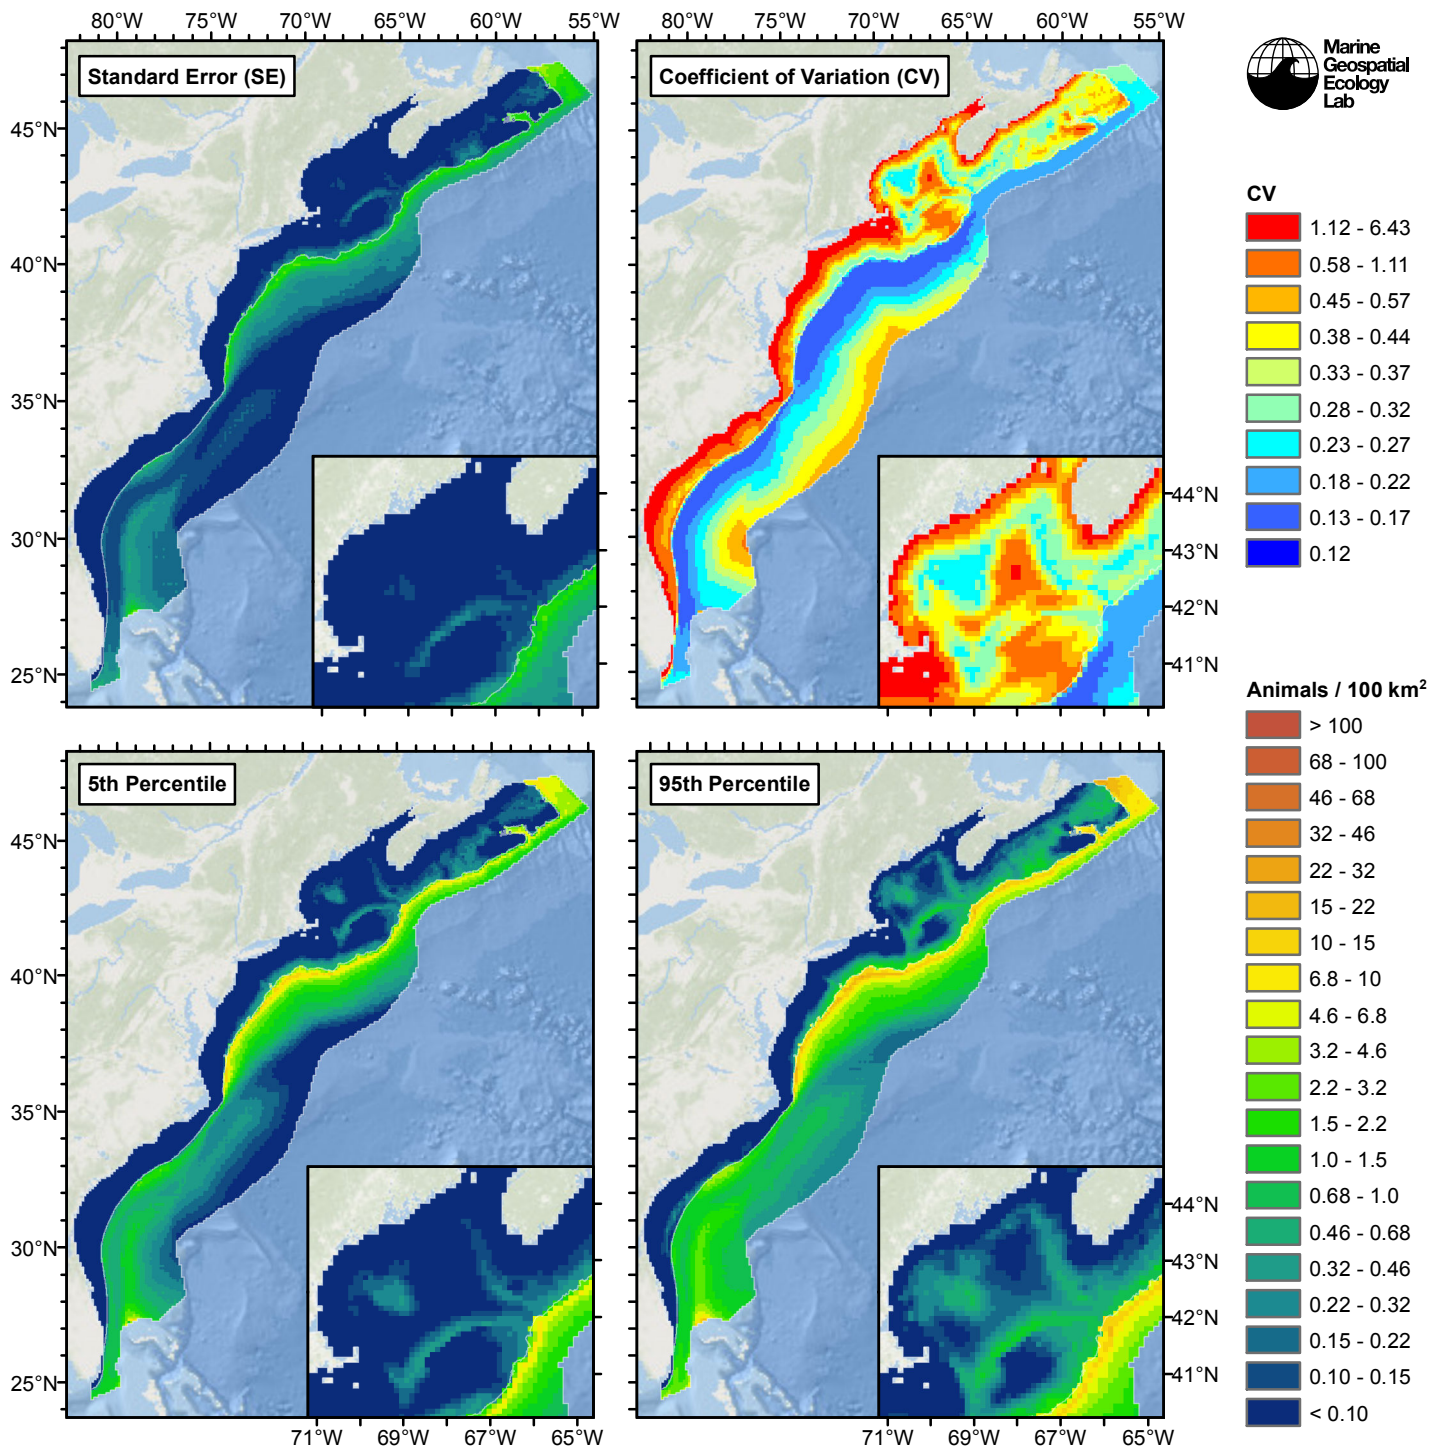 80°W 75°W 70°W 65°W 60°W 55°W
80°W 75°W 70°W 65°W 60°W 55°W
Standard Error (SE)
Coefficient of Variation (CV)
45°N
40°N
35°N
30°N
25°N
44°N
43°N
42°N
41°N
5th Percentile
95th Percentile
45°N
40°N
35°N
30°N
25°N
44°N
43°N
42°N
41°N
71°W 69°W 67°W 65°W
71°W 69°W 67°W 65°W
Marine
Geospatial
Ecology
Lab
CV
1.12 - 6.43
0.58 - 1.11
0.45 - 0.57
0.38 - 0.44
0.33 - 0.37
0.28 - 0.32
0.23 - 0.27
0.18 - 0.22
0.13 - 0.17
0.12
Animals / 100 km²
> 100
68 - 100
46 - 68
32 - 46
22 - 32
15 - 22
10 - 15
6.8 - 10
4.6 - 6.8
3.2 - 4.6
2.2 - 3.2
1.5 - 2.2
1.0 - 1.5
0.68 - 1.0
0.46 - 0.68
0.32 - 0.46
0.22 - 0.32
0.15 - 0.22
0.10 - 0.15
< 0.10